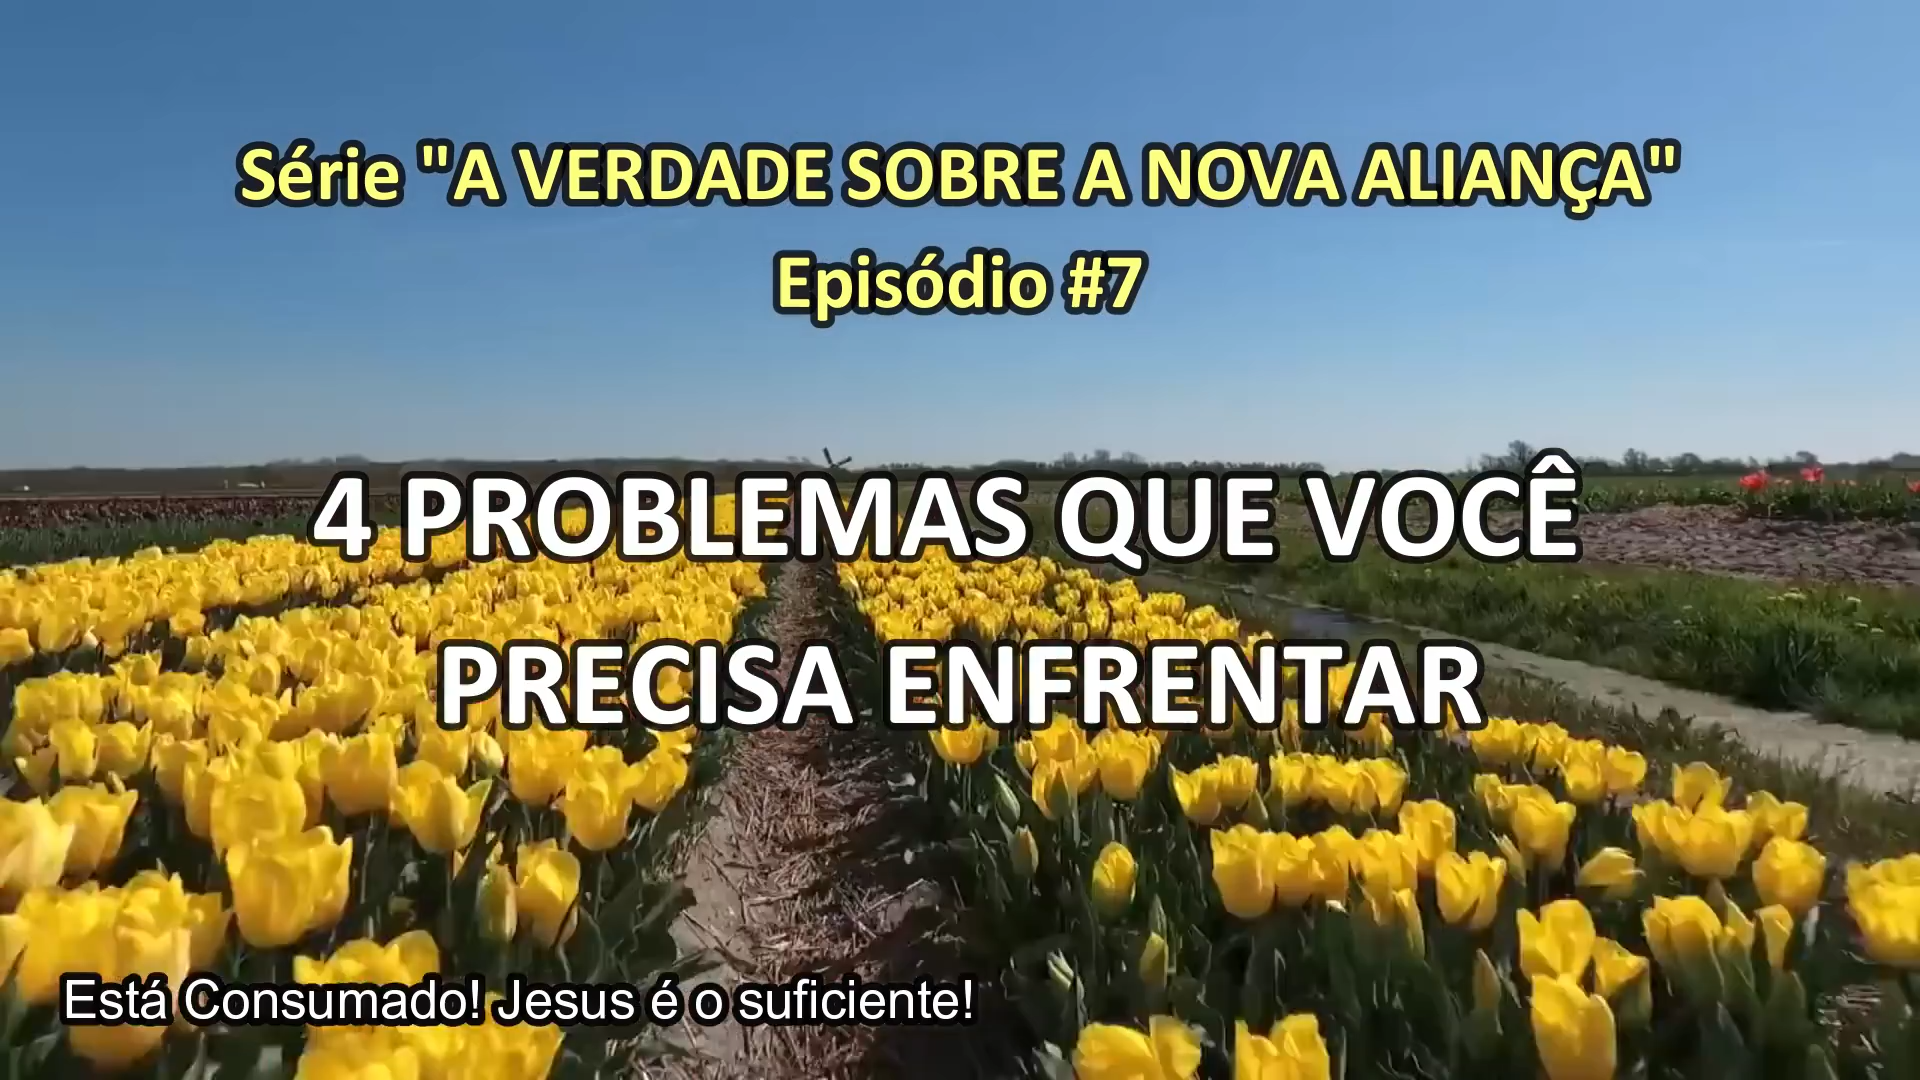 Série "A VERDADE SOBRE A NOVA ALIANÇA"
Episódio #7
4 PROBLEMAS QUE VOCÊ
PRECISA ENFRENTAR
Está Consumado! Jesus é o suficiente!